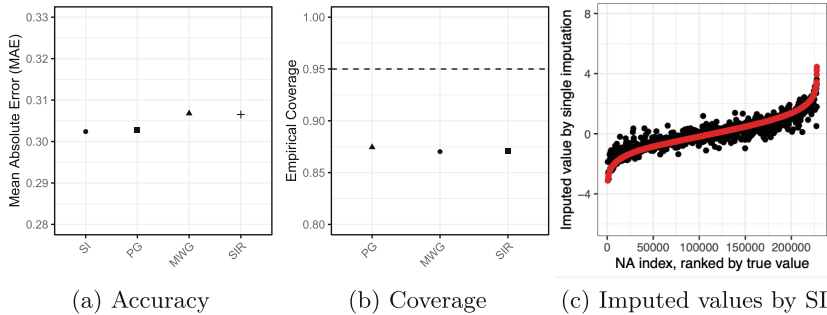 Mean Absolute Error (MAE)
0.33
0.32
0.31
0.30
0.29
0.28
SI
PG
MWG
SIR
(a) Accuracy
Empirical Coverage
1.00
0.95
0.90
0.85
0.80
PG
MWG
SIR
(b) Coverage
Imputed value by single imputation
8
4
0
−4
0
50000
100000
150000
200000
NA index, ranked by true value
(c) Imputed values by SI